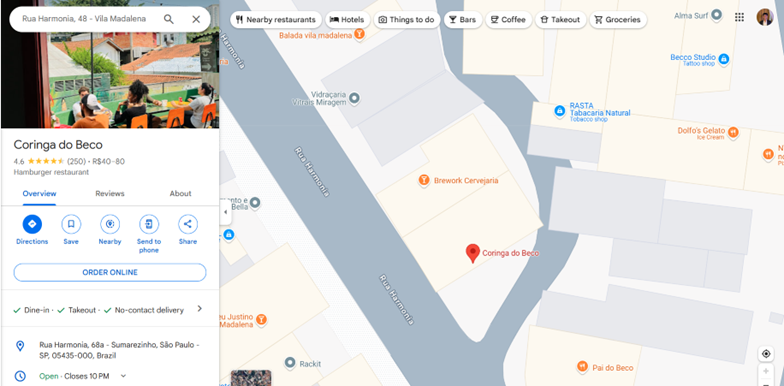 Rua Harmonia, 48 - Vila Madalena
Nearby restaurants
Hotels
Things to do
Bars
Coffee
Takeout
Groceries
Coringa do Beco
4.6 (250) · R$40-80
Hamburger restaurant
Overview
Reviews
About
Directions
Save
Nearby
Send to
phone
Share
ORDER ONLINE
Dine-in · Takeout · No-contact delivery
Rua Harmonia, 68a - Sumarezinho, São Paulo -
SP, 05435-000, Brazil
Open · Closes 10 PM
Alma Surf
Rua Harmonia
Balada vila madalena
Becco Studio
Tattoo shop
Vidraçaria
Vitrais Miragem
RASTA
Tabacaria Natural
Tobacco shop
Dolfo's Gelato
Ice Cream
Rua Harmonia
Brework Cervejaria
Bella
Coringa do Beco
Rua Harmonia
Justino
Madalena
Rackit
Pai do Beco